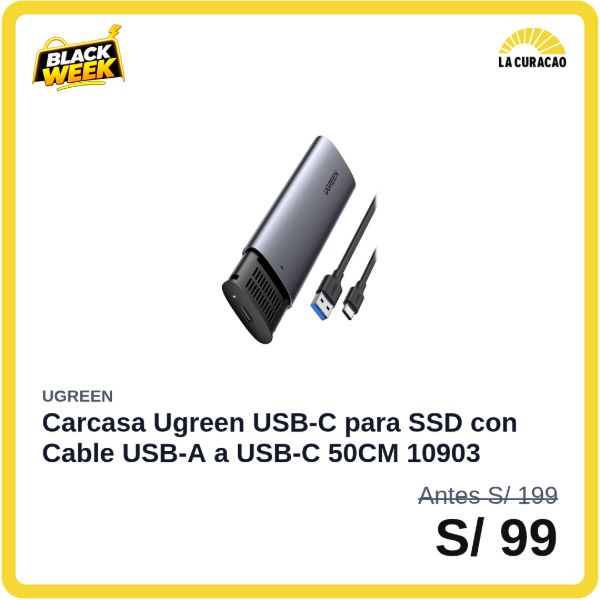 BLACK
WEEK
LA CURACAO
UGREEN
UGREEN
Carcasa Ugreen USB-C para SSD con
Cable USB-A a USB-C 50CM 10903
Antes S/ 199
S/ 99